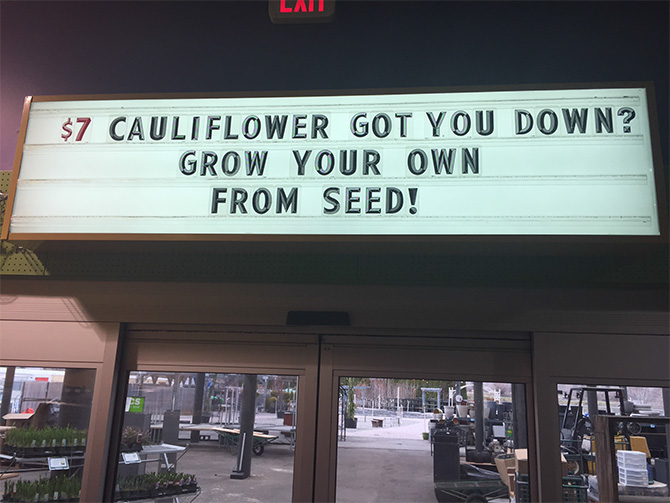 EXIT
$7 CAULIFLOWER GOT YOU DOWN?
GROW YOUR OWN
FROM SEED!